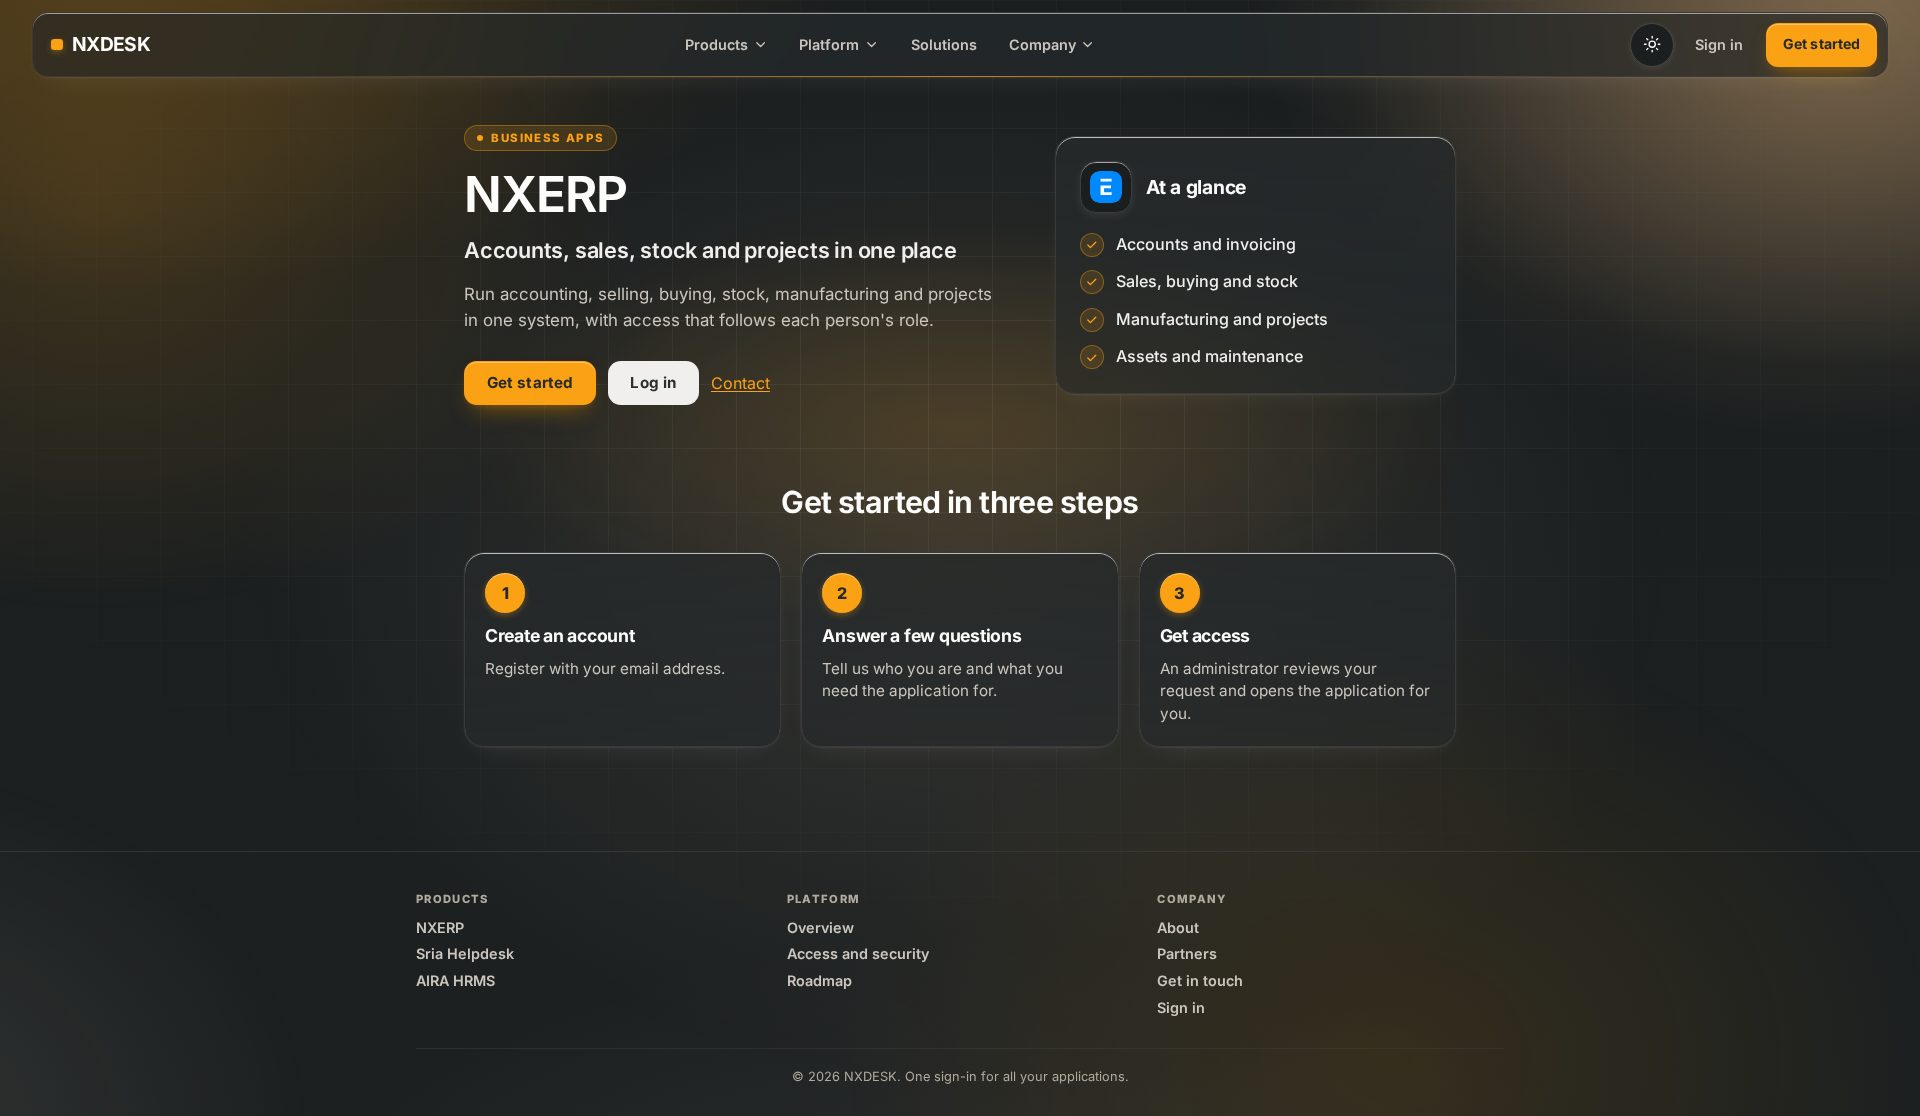 NXDESK
Products
Platform
Solutions
Company
Sign in
Get started
BUSINESS APPS
NXERP
Accounts, sales, stock and projects in one place
Run accounting, selling, buying, stock, manufacturing and projects
in one system, with access that follows each person's role.
Get started
Log in
Contact
At a glance
Accounts and invoicing
Sales, buying and stock
Manufacturing and projects
Assets and maintenance
Get started in three steps
1
Create an account
Register with your email address.
2
Answer a few questions
Tell us who you are and what you
need the application for.
3
Get access
An administrator reviews your
request and opens the application for
you.
PRODUCTS
NXERP
Sria Helpdesk
AIRA HRMS
PLATFORM
Overview
Access and security
Roadmap
COMPANY
About
Partners
Get in touch
Sign in
© 2026 NXDESK. One sign-in for all your applications.